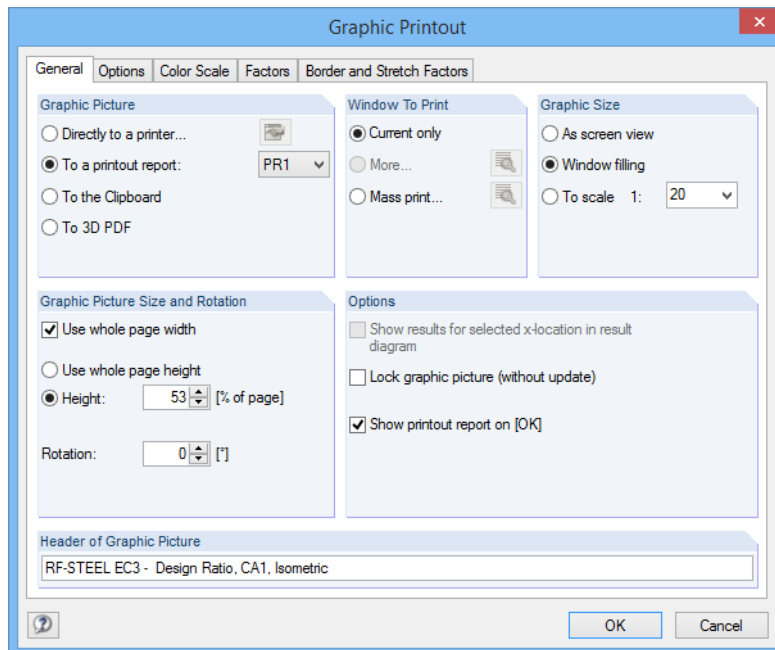 Graphic Printout
General Options Color Scale Factors Border and Stretch Factors
Graphic Picture
Directly to a printer...
To a printout report: PR1
To the Clipboard
To 3D PDF
Window To Print
Current only
More...
Mass print...
Graphic Size
As screen view
Window filling
To scale 1: 20
Graphic Picture Size and Rotation
Use whole page width
Use whole page height
Height: 53 [% of page]
Rotation: 0 [°]
Options
Show results for selected x-location in result
diagram
Lock graphic picture (without update)
Show printout report on [OK]
Header of Graphic Picture
RF-STEEL EC3 - Design Ratio, CA1, Isometric
OK Cancel